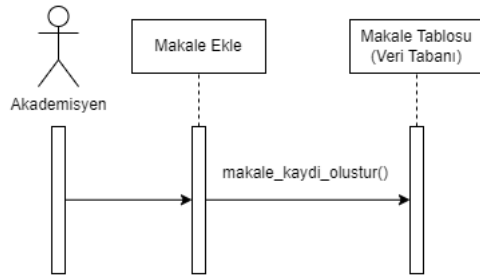 Akademisyen
Makale Ekle
Makale Tablosu
(Veri Tabanı)
makale_kaydi_olustur()